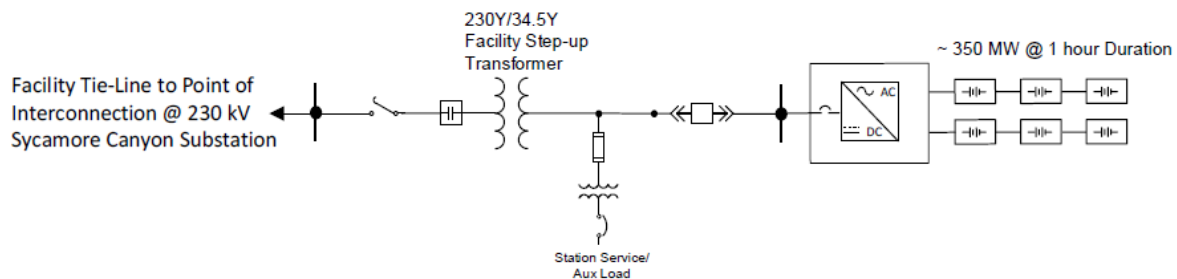 230Y/34.5Y
Facility Step-up
Transformer
~ 350 MW @ 1 hour Duration
Facility Tie-Line to Point of
Interconnection @ 230 kV
Sycamore Canyon Substation
AC
DC
Station Service/
Aux Load